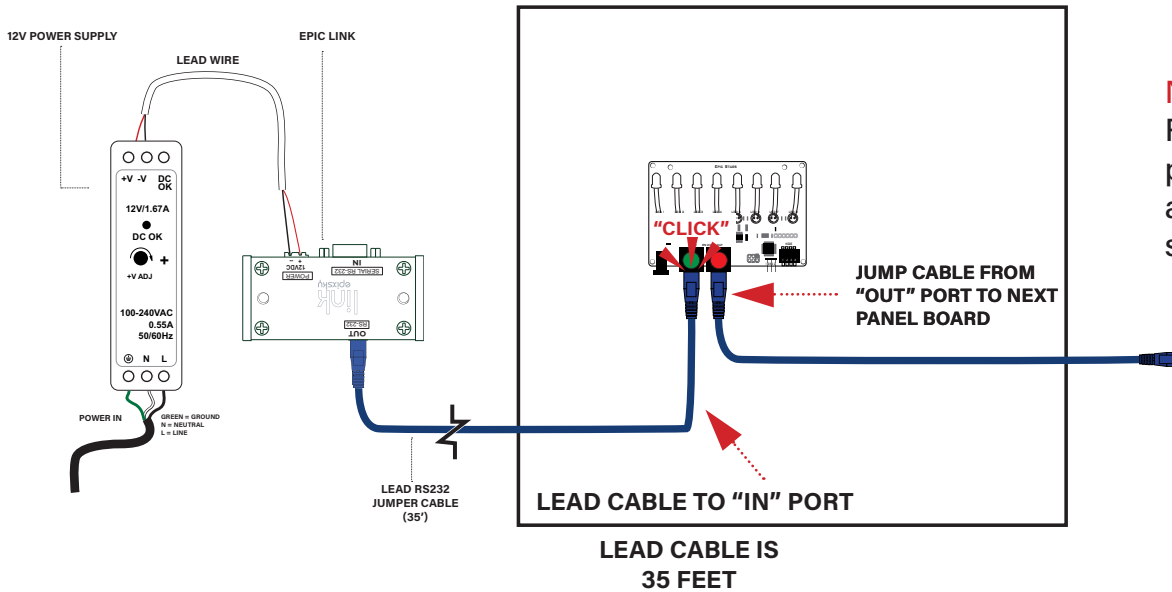 12V POWER SUPPLY
EPIC LINK
LEAD WIRE
+V -V DC
OK
12V/1.67A
DC OK
+
+V ADJ
100-240VAC
0.55A
50/60Hz
N L
POWER IN
GREEN = GROUND
N = NEUTRAL
L = LINE
- +
12VDC
POWER
IN
SERIAL RS-232
link
epixsky
RS-232
OUT
LEAD RS232
JUMPER CABLE
(35')
Epic Stars
"CLICK"
JUMP CABLE FROM
"OUT" PORT TO NEXT
PANEL BOARD
LEAD CABLE TO "IN" PORT
LEAD CABLE IS
35 FEET